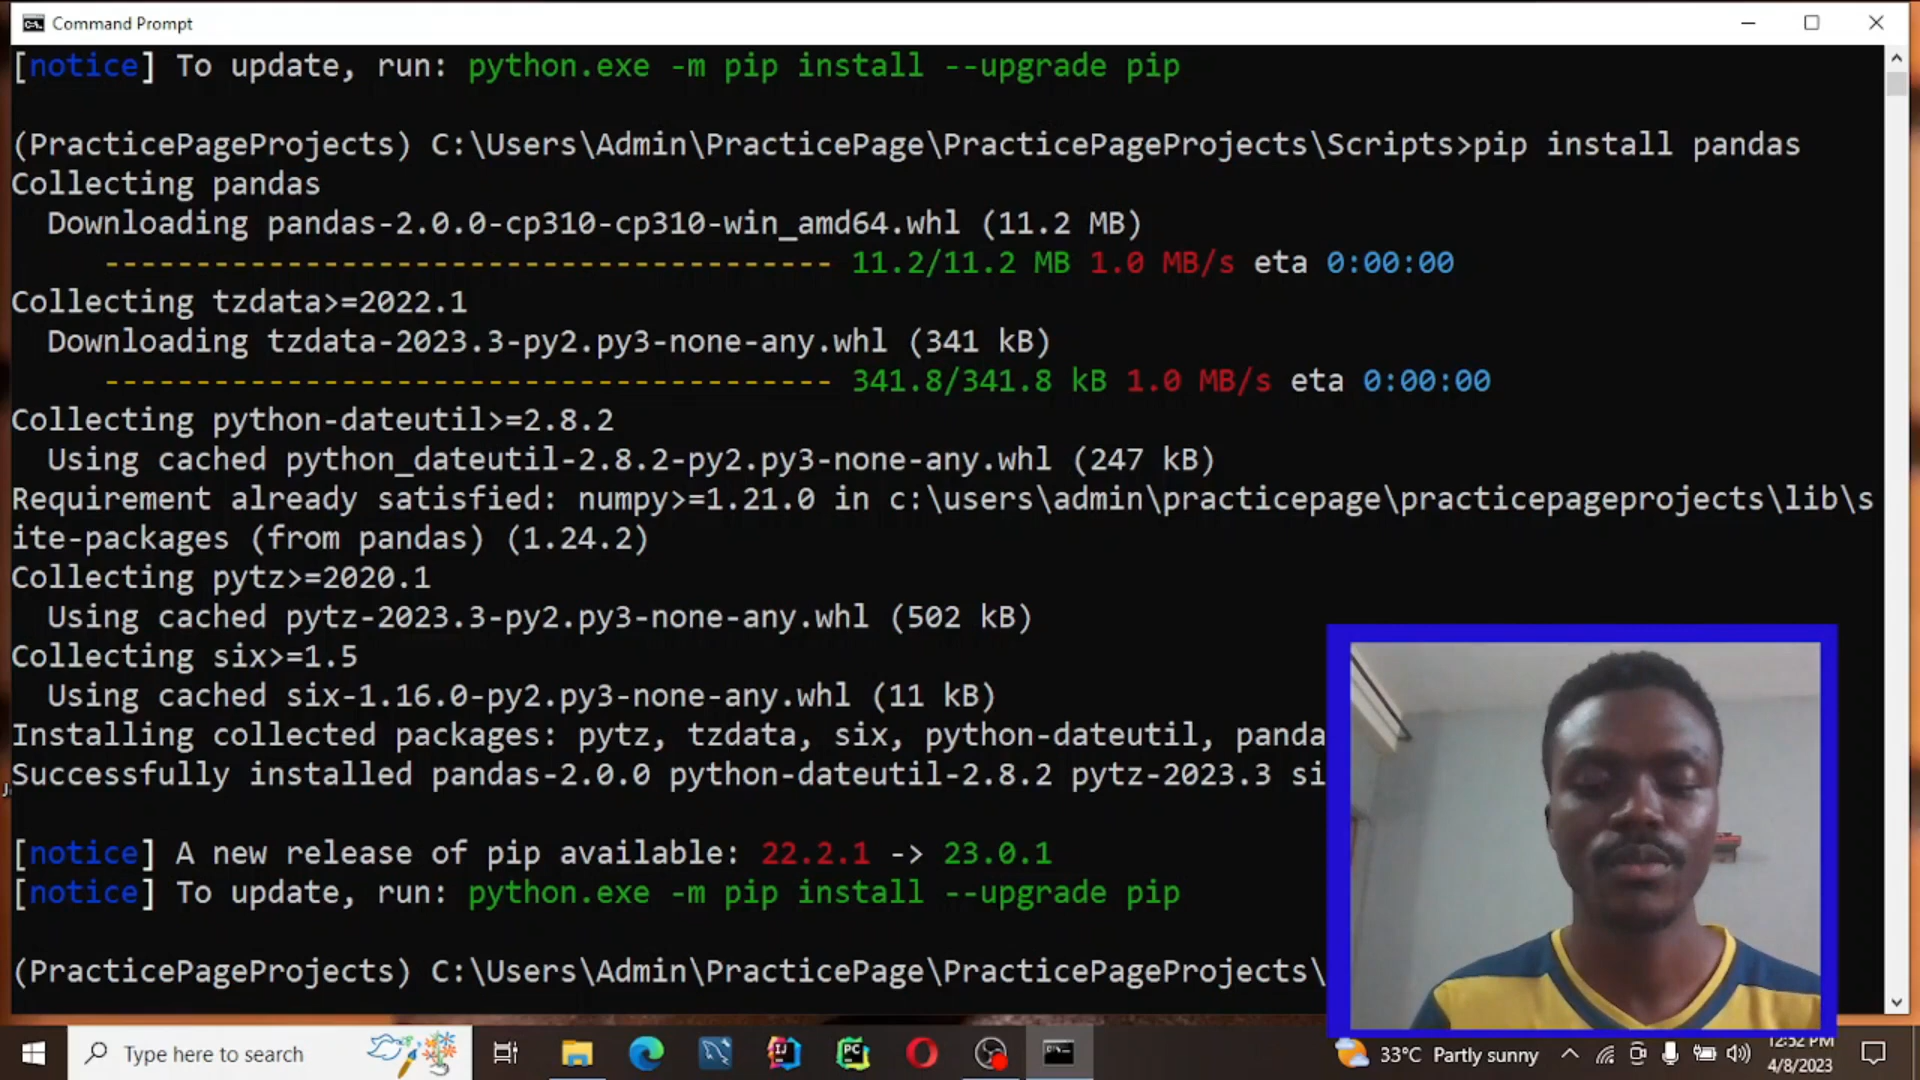 Command Prompt
[notice] To update, run: python.exe -m pip install --upgrade pip
(PracticePageProjects) C:\Users\Admin\PracticePage\PracticePageProjects\Scripts>pip install pandas
Collecting pandas
Downloading pandas-2.0.0-cp310-cp310-win_amd64.whl (11.2 MB)
---------------------------------------- 11.2/11.2 MB 1.0 MB/s eta 0:00:00
Collecting tzdata>=2022.1
Downloading tzdata-2023.3-py2.py3-none-any.whl (341 kB)
---------------------------------------- 341.8/341.8 kB 1.0 MB/s eta 0:00:00
Collecting python-dateutil>=2.8.2
Using cached python_dateutil-2.8.2-py2.py3-none-any.whl (247 kB)
Requirement already satisfied: numpy>=1.21.0 in c:\users\admin\practicepage\practicepageprojects\lib\s
ite-packages (from pandas) (1.24.2)
Collecting pytz>=2020.1
Using cached pytz-2023.3-py2.py3-none-any.whl (502 kB)
Collecting six>=1.5
Using cached six-1.16.0-py2.py3-none-any.whl (11 kB)
Installing collected packages: pytz, tzdata, six, python-dateutil, panda
Successfully installed pandas-2.0.0 python-dateutil-2.8.2 pytz-2023.3 si
[notice] A new release of pip available: 22.2.1 -> 23.0.1
[notice] To update, run: python.exe -m pip install --upgrade pip
(PracticePageProjects) C:\Users\Admin\PracticePage\PracticePageProjects\
Type here to search
IJ
PC
33°C Partly sunny
12:52 PM
4/8/2023